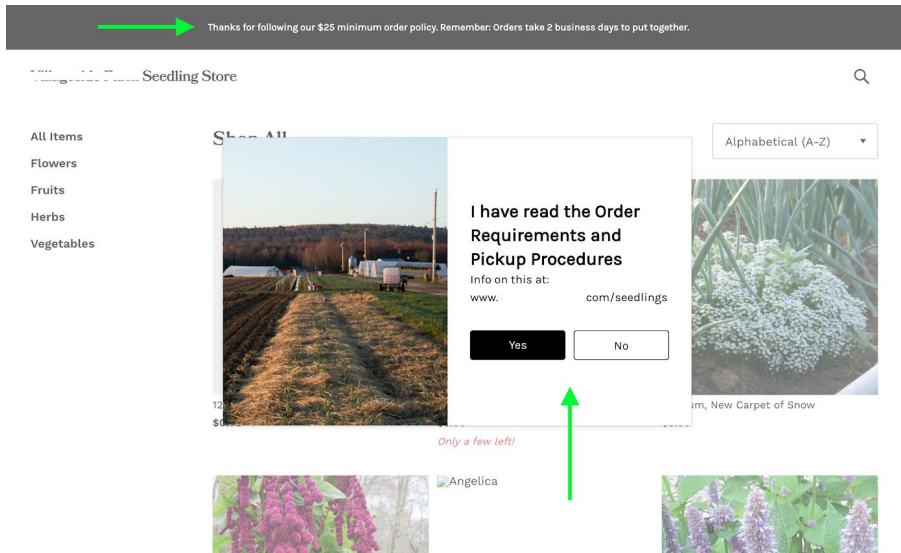 Thanks for following our $25 minimum order policy. Remember: Orders take 2 business days to put together.
Seedling Store
All Items
Flowers
Fruits
Herbs
Vegetables
Shop All
Alphabetical (A-Z)
I have read the Order
Requirements and
Pickup Procedures
Info on this at:
www. com/seedlings
Yes
No
New Carpet of Snow
Only a few left!
Angelica